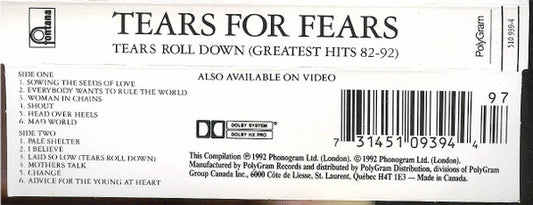 fontana
TEARS FOR FEARS
TEARS ROLL DOWN (GREATEST HITS 82-92)
PolyGram
510 939-4
SIDE ONE
1. SOWING THE SEEDS OF LOVE
2. EVERYBODY WANTS TO RULE THE WORLD
3. WOMAN IN CHAINS
4. SHOUT
5. HEAD OVER HEELS
6. MAD WORLD
SIDE TWO
1. PALE SHELTER
2. I BELIEVE
3. LAID SO LOW (TEARS ROLL DOWN)
4. MOTHERS TALK
5. CHANGE
6. ADVICE FOR THE YOUNG AT HEART
ALSO AVAILABLE ON VIDEO
DOLBY SYSTEM
DOLBY HX PRO
97
7 31451 09394 4
This Compilation ℗ 1992 Phonogram Ltd. (London). © 1992 Phonogram Ltd. (London).
Manufactured by PolyGram Records and distributed by PolyGram Distribution, divisions of PolyGram
Group Canada Inc., 6000 Côte de Liesse, St. Laurent, Québec H4T 1E3 — Made in Canada.